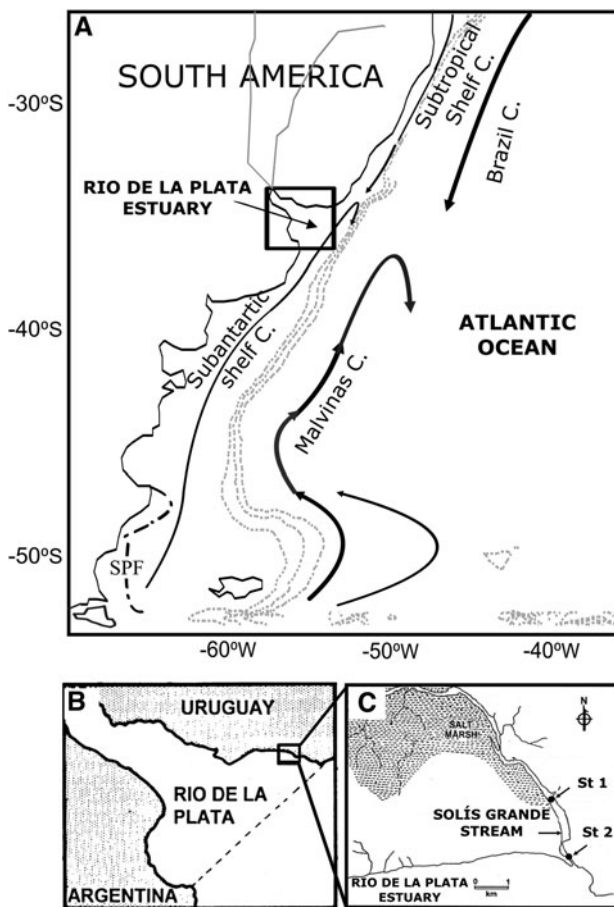 A
SOUTH AMERICA
-30ºS
Subtropical
Shelf C.
Brazil C.
RIO DE LA PLATA
ESTUARY
-40ºS
Subantartic
shelf C.
ATLANTIC
OCEAN
Malvinas C.
-50ºS
SPF
-60ºW
-50ºW
-40ºW
B
URUGUAY
RIO DE LA
PLATA
ARGENTINA
C
N
SALT
MARSH
St 1
SOLÍS GRANDE
STREAM
St 2
RIO DE LA PLATA
ESTUARY
0 1
km